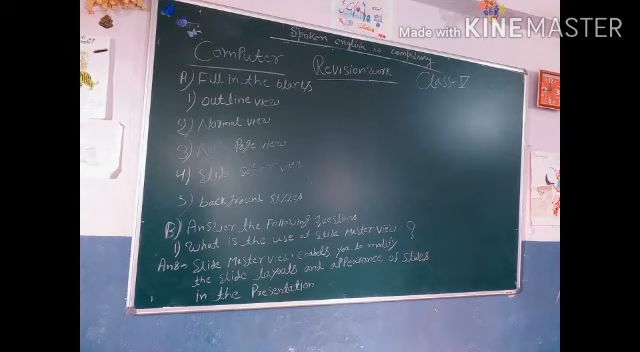 Made with KINEMASTER
Spoken english is compulsory
Computer Revision work Class-V
A) Fill in the blanks
1) outline view
2) Normal view
3) Page view
4) Slide view
5) background styles
B) Answer the Following Questions
1) What is the use of Slide Master view ?
Ans Slide Master view enables you to modify
the slide layouts and appearance of slides
in the Presentation